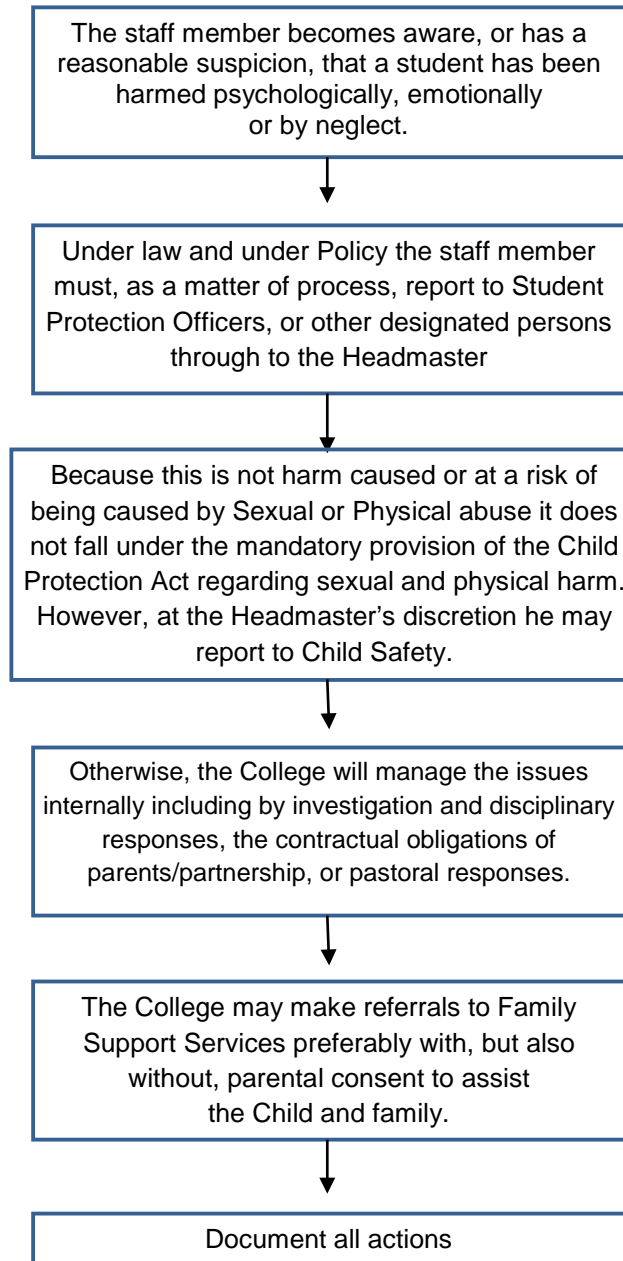 The staff member becomes aware, or has a
reasonable suspicion, that a student has been
harmed psychologically, emotionally
or by neglect.
Under law and under Policy the staff member
must, as a matter of process, report to Student
Protection Officers, or other designated persons
through to the Headmaster
Because this is not harm caused or at a risk of
being caused by Sexual or Physical abuse it does
not fall under the mandatory provision of the Child
Protection Act regarding sexual and physical harm.
However, at the Headmaster’s discretion he may
report to Child Safety.
Otherwise, the College will manage the issues
internally including by investigation and disciplinary
responses, the contractual obligations of
parents/partnership, or pastoral responses.
The College may make referrals to Family
Support Services preferably with, but also
without, parental consent to assist
the Child and family.
Document all actions